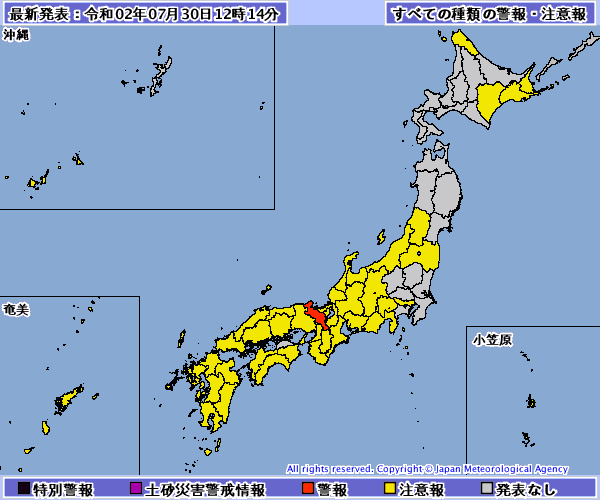 最新発表：令和02年07月30日12時14分
すべての種類の警報・注意報
沖縄
奄美
小笠原
All rights reserved. Copyright © Japan Meteorological Agency
特別警報
土砂災害警戒情報
警報
注意報
発表なし